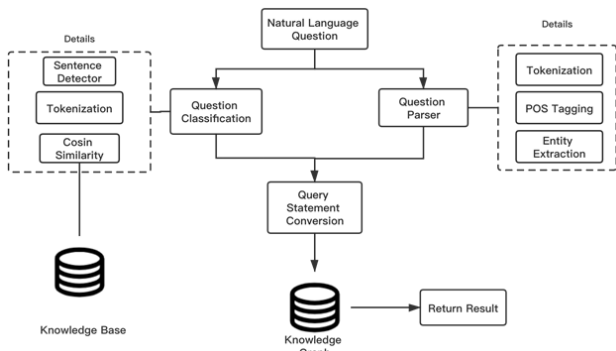 Natural Language
Question
Details
Sentence
Detector
Tokenization
Cosin
Similarity
Question
Classification
Question
Parser
Details
Tokenization
POS Tagging
Entity
Extraction
Query
Statement
Conversion
Knowledge Base
Knowledge
Return Result